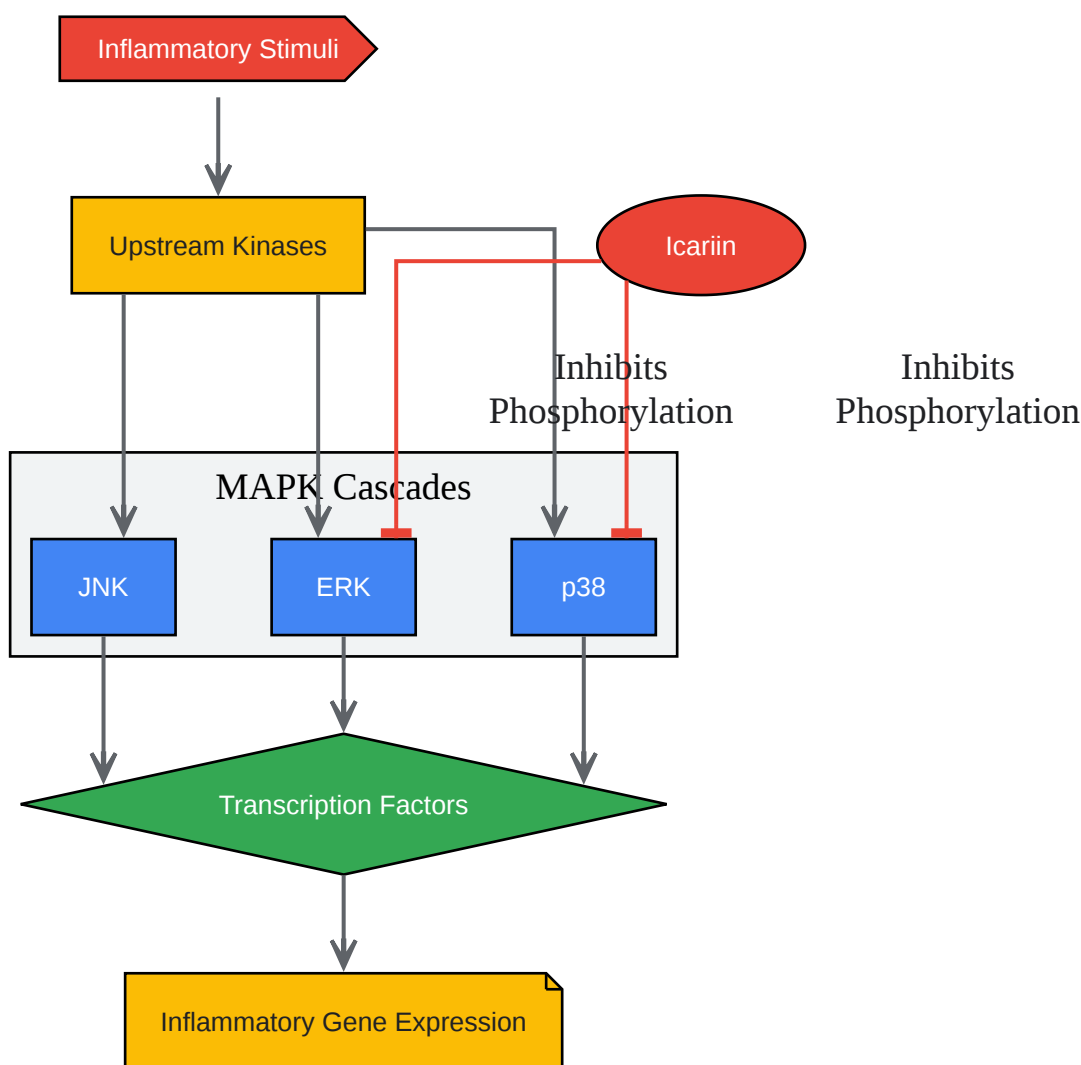 Inflammatory Stimuli
Upstream Kinases
Icariin
Inhibits
Phosphorylation
Inhibits
Phosphorylation
MAPK Cascades
JNK
ERK
p38
Transcription Factors
Inflammatory Gene Expression